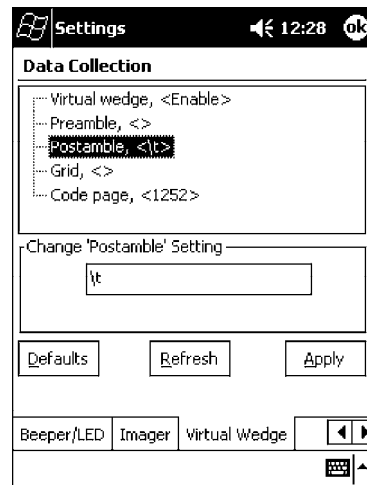 Settings 12:28 ok
Data Collection
Virtual wedge, <Enable>
Preamble, <>
Postamble, <\t>
Grid, <>
Code page, <1252>
Change 'Postamble' Setting
\t
Defaults Refresh Apply
Beeper/LED Imager Virtual Wedge